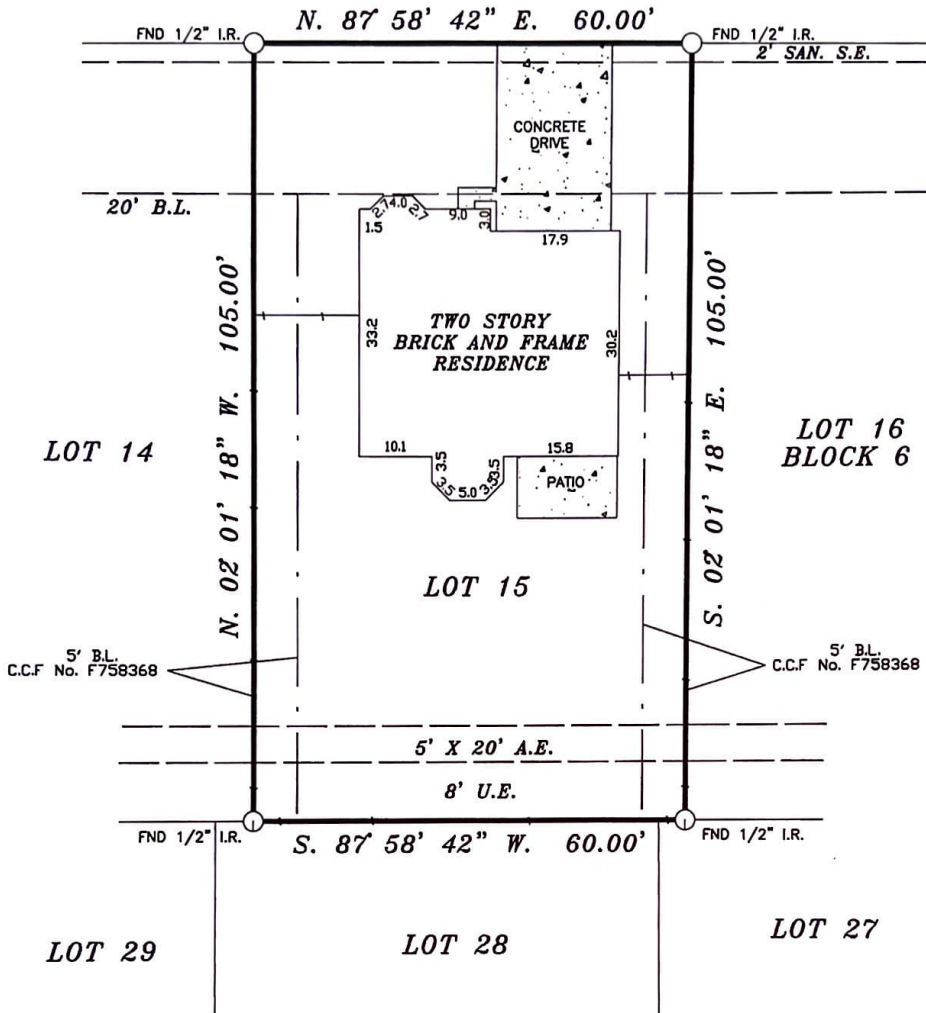 N. 87° 58' 42" E. 60.00'
FND 1/2" I.R.
FND 1/2" I.R.
2' SAN. S.E.
CONCRETE
DRIVE
20' B.L.
2.7
4.0
2.7
1.5
9.0
3.0
17.9
N. 02° 01' 18" W. 105.00'
33.2
TWO STORY
BRICK AND FRAME
RESIDENCE
30.2
S. 02° 01' 18" E. 105.00'
LOT 14
LOT 16
BLOCK 6
10.1
3.5
3.5
5.0
3.5
3.5
15.8
PATIO
LOT 15
5' B.L.
C.C.F No. F758368
5' B.L.
C.C.F No. F758368
5' X 20' A.E.
8' U.E.
FND 1/2" I.R.
S. 87° 58' 42" W. 60.00'
FND 1/2" I.R.
LOT 29
LOT 28
LOT 27